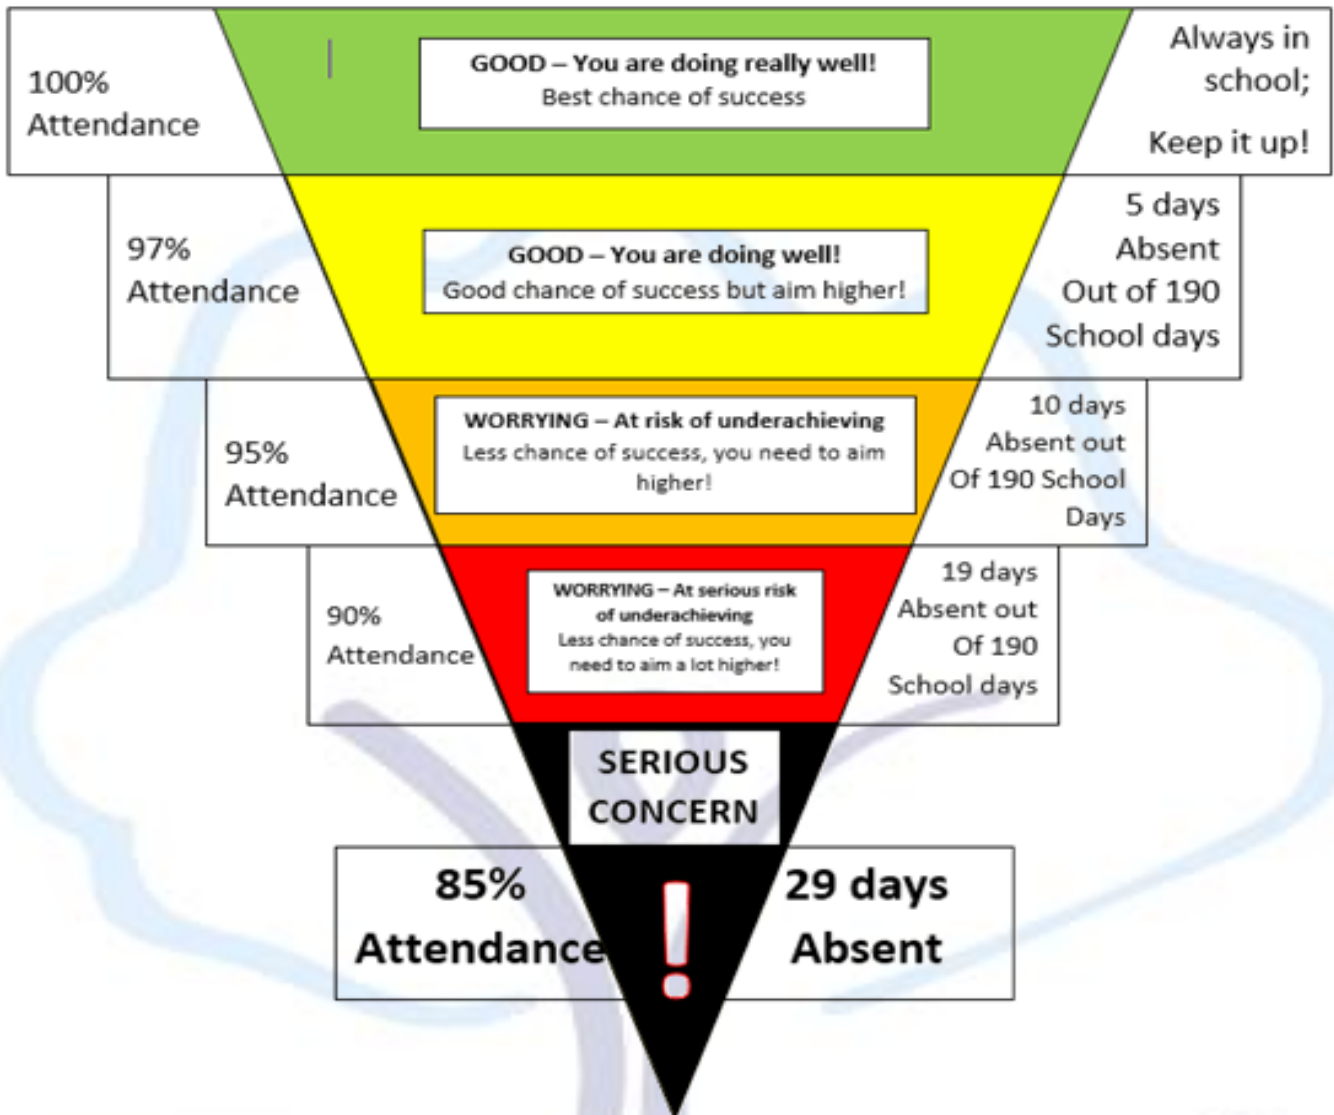 100%
Attendance
GOOD – You are doing really well!
Best chance of success
Always in
school;
Keep it up!
97%
Attendance
GOOD – You are doing well!
Good chance of success but aim higher!
5 days
Absent
Out of 190
School days
95%
Attendance
WORRYING – At risk of underachieving
Less chance of success, you need to aim
higher!
10 days
Absent out
Of 190 School
Days
90%
Attendance
WORRYING – At serious risk
of underachieving
Less chance of success, you
need to aim a lot higher!
19 days
Absent out
Of 190
School days
SERIOUS
CONCERN
85%
Attendance
!
29 days
Absent